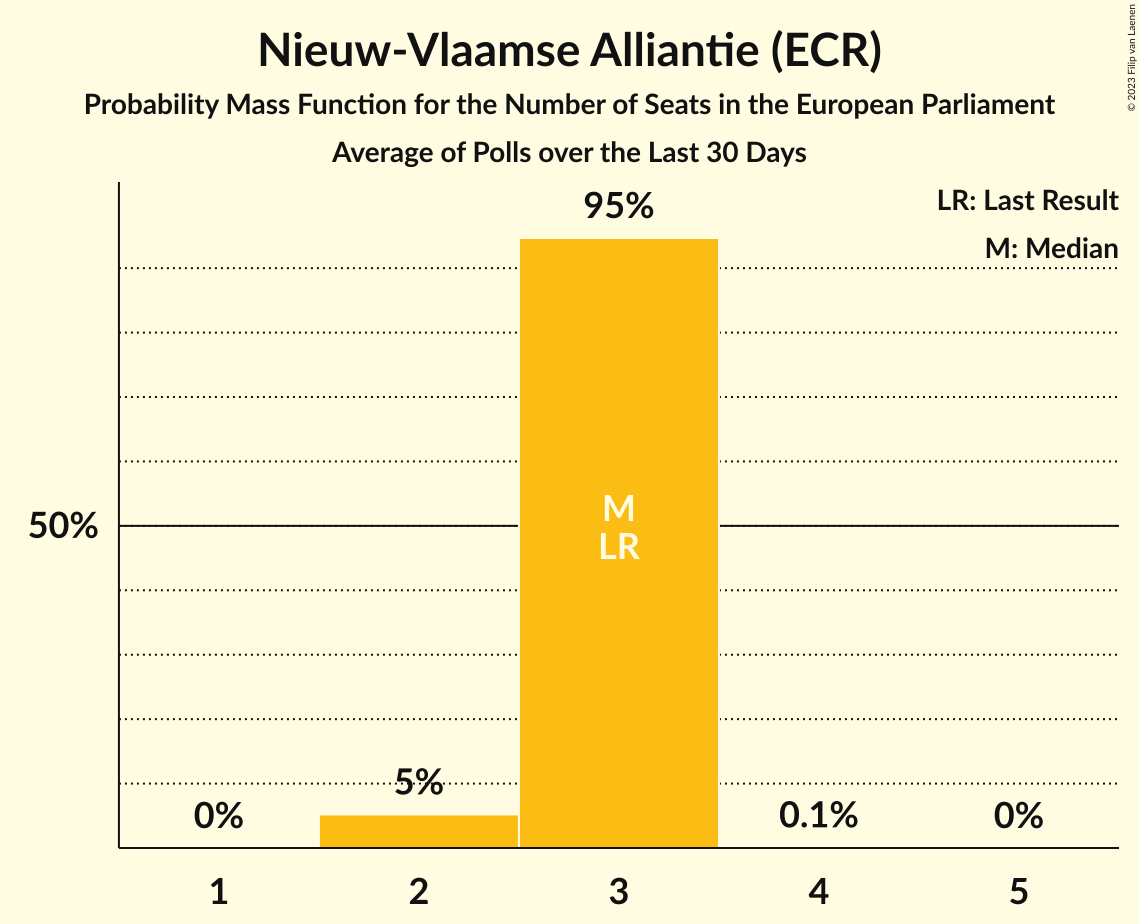 Nieuw-Vlaamse Alliantie (ECR)
Probability Mass Function for the Number of Seats in the European Parliament
Average of Polls over the Last 30 Days
© 2023 Filip van Laenen
LR: Last Result
M: Median
95%
50%
M
LR
0%
5%
0.1%
0%
1
2
3
4
5